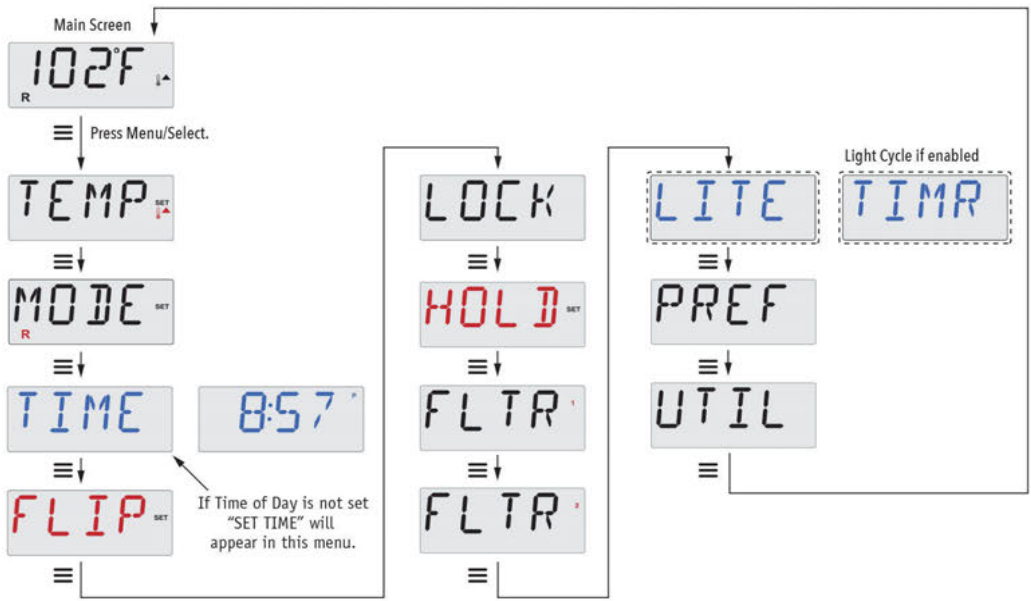 Main Screen
102°F
R
Press Menu/Select.
TEMP SET
MODE SET
R
TIME
8:57 P
If Time of Day is not set
"SET TIME" will
appear in this menu.
FLIP SET
LOCK
HOLD SET
FLTR 1
FLTR 2
LITE
Light Cycle if enabled
TIMR
PREF
UTIL